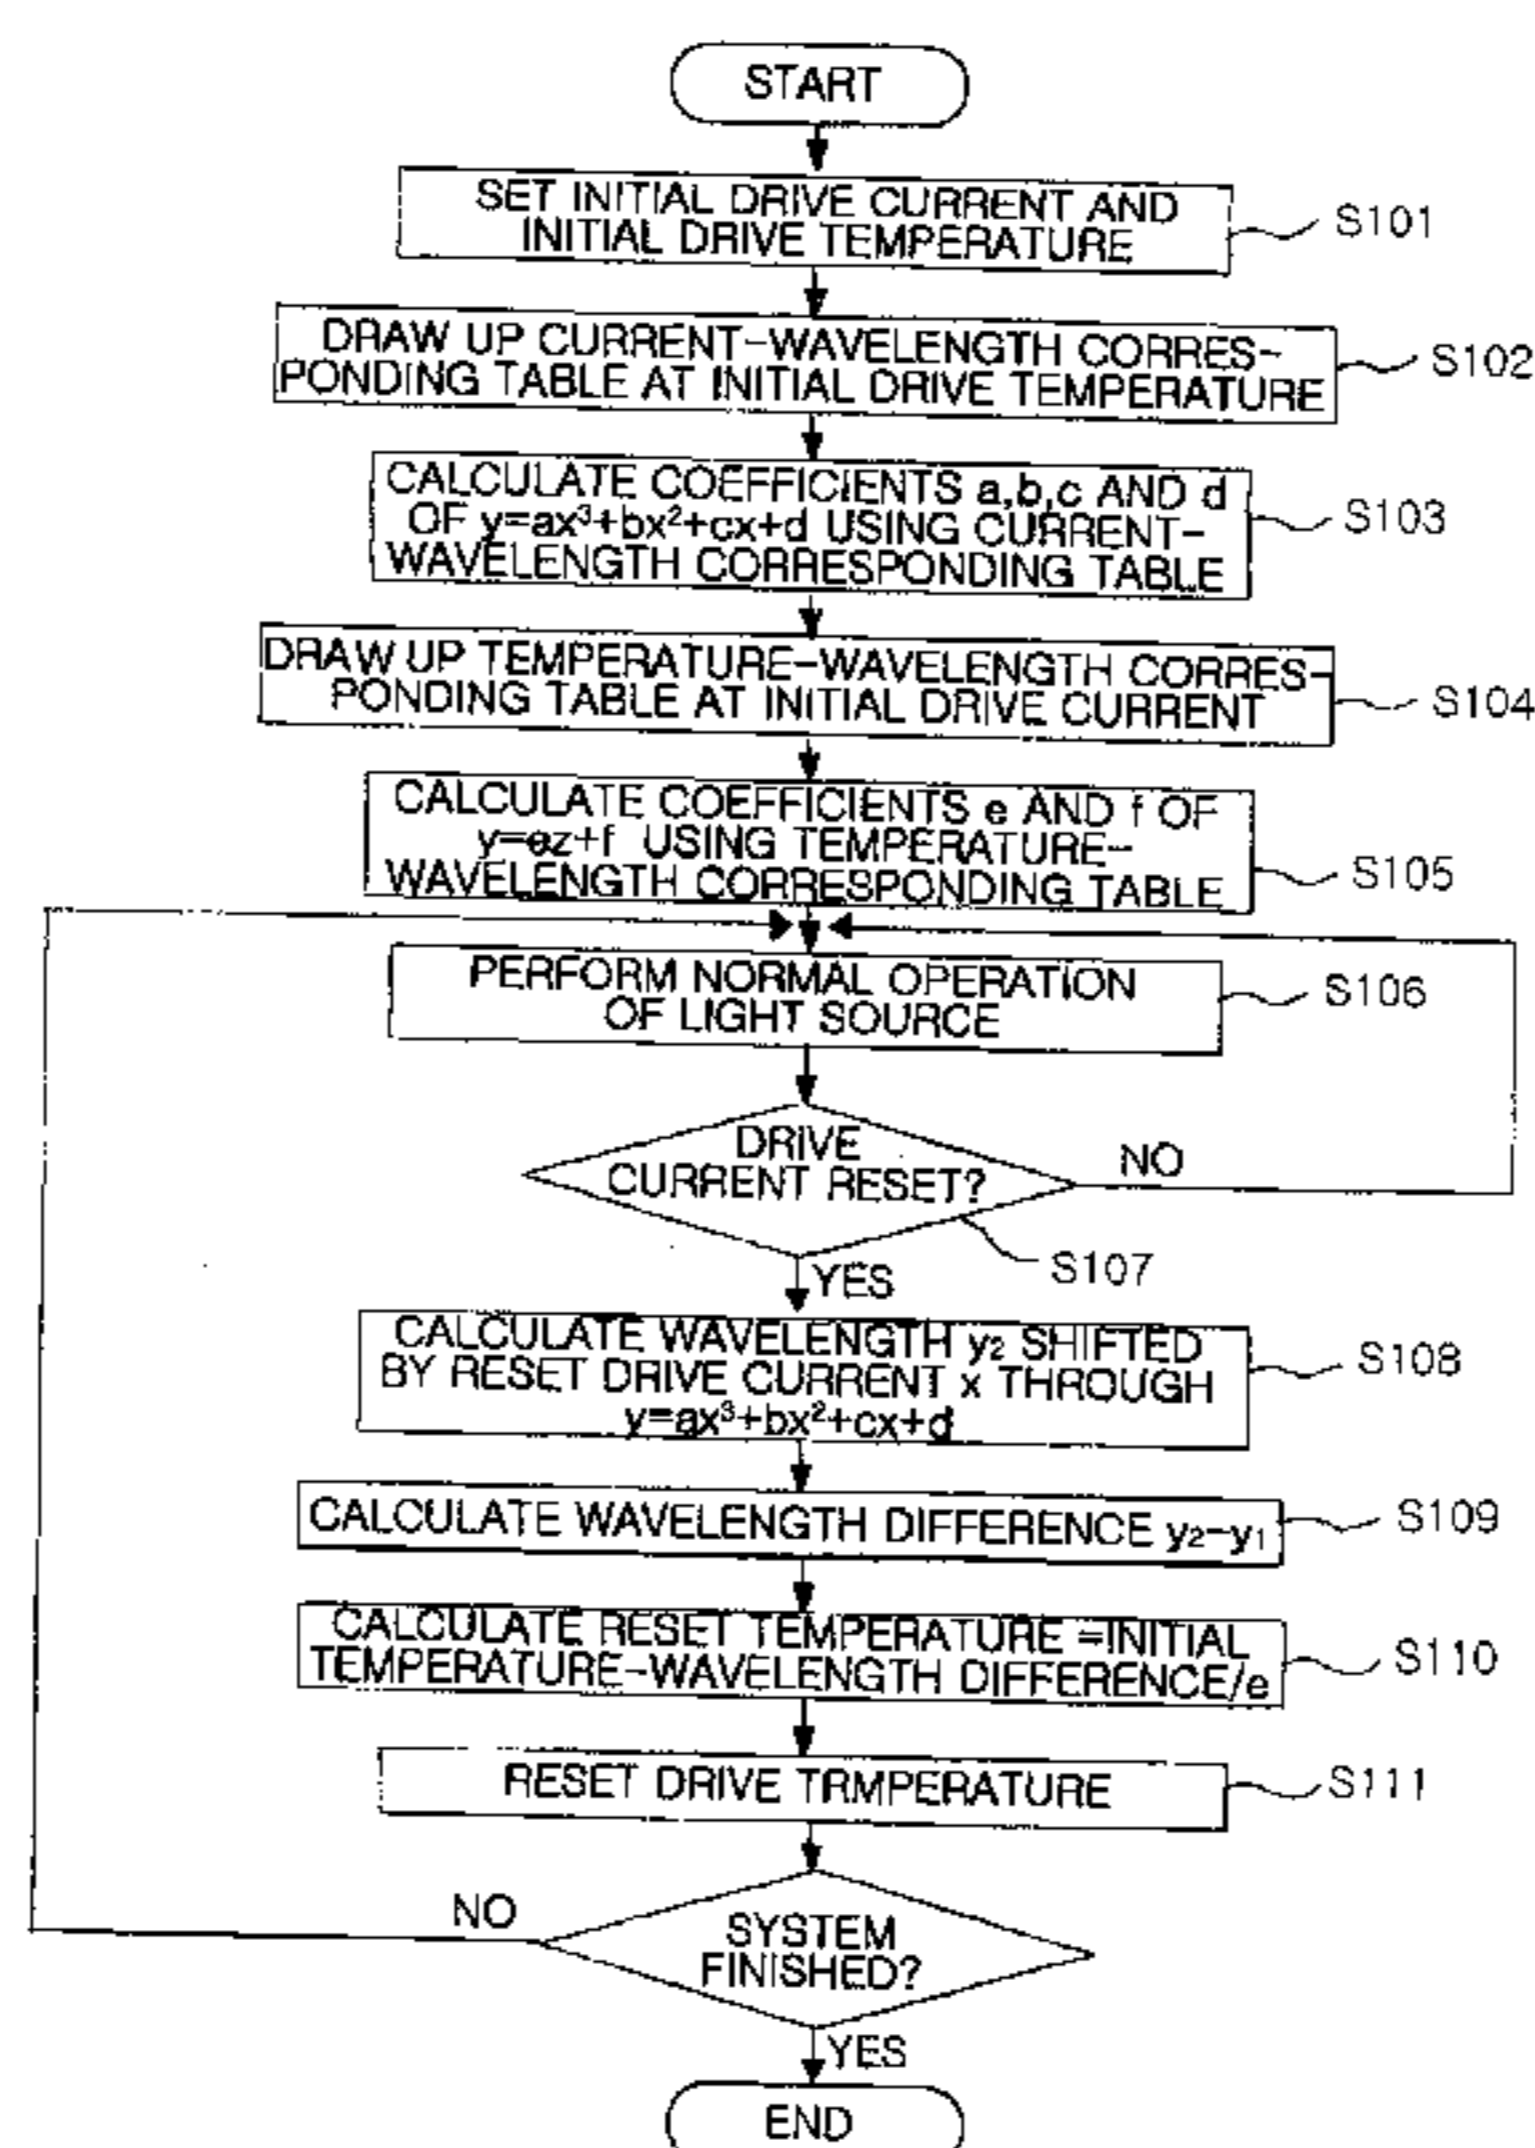 START
SET INITIAL DRIVE CURRENT AND
INITIAL DRIVE TEMPERATURE
S101
DRAW UP CURRENT-WAVELENGTH CORRES-
PONDING TABLE AT INITIAL DRIVE TEMPERATURE
S102
CALCULATE COEFFICIENTS a,b,c AND d
OF y=ax³+bx²+cx+d USING CURRENT-
WAVELENGTH CORRESPONDING TABLE
S103
DRAW UP TEMPERATURE-WAVELENGTH CORRES-
PONDING TABLE AT INITIAL DRIVE CURRENT
S104
CALCULATE COEFFICIENTS e AND f OF
y=ez+f USING TEMPERATURE-
WAVELENGTH CORRESPONDING TABLE
S105
PERFORM NORMAL OPERATION
OF LIGHT SOURCE
S106
DRIVE
CURRENT RESET?
NO
S107
YES
CALCULATE WAVELENGTH y₂ SHIFTED
BY RESET DRIVE CURRENT x THROUGH
y=ax³+bx²+cx+d
S108
CALCULATE WAVELENGTH DIFFERENCE y₂-y₁
S109
CALCULATE RESET TEMPERATURE =INITIAL
TEMPERATURE-WAVELENGTH DIFFERENCE/e
S110
RESET DRIVE TRMPERATURE
S111
NO
SYSTEM
FINISHED?
YES
END